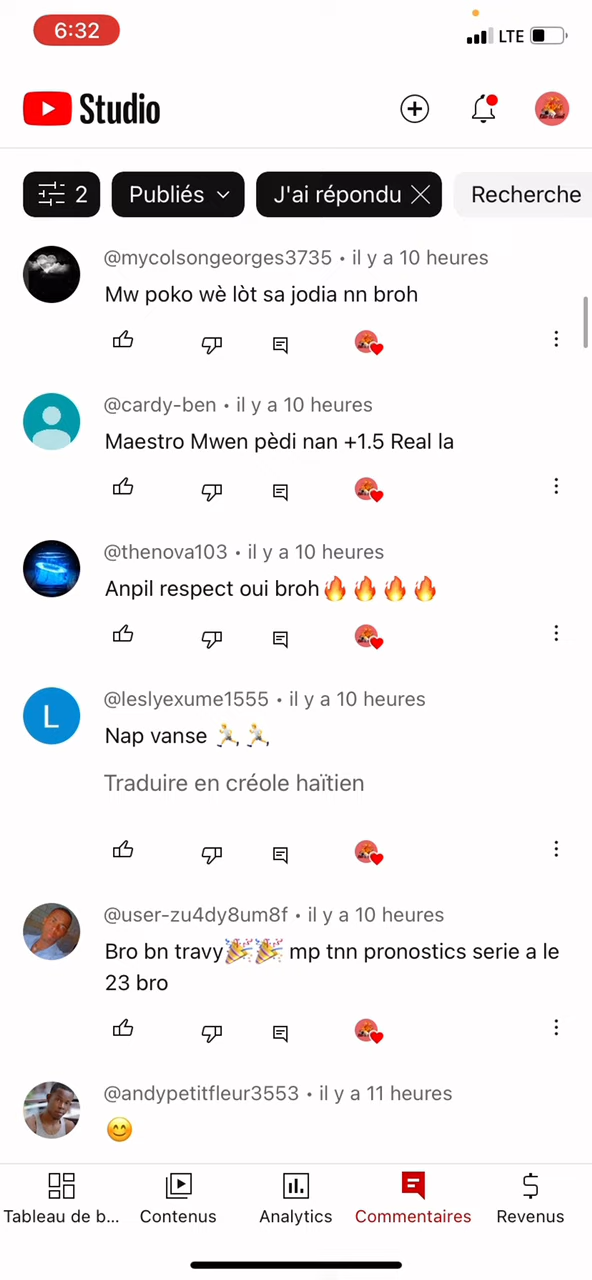 6:32
LTE
Studio
2
Publiés
J'ai répondu
Recherche
@mycolsongeorges3735 • il y a 10 heures
Mw poko wè lòt sa jodia nn broh
@cardy-ben • il y a 10 heures
Maestro Mwen pèdi nan +1.5 Real la
@thenova103 • il y a 10 heures
Anpil respect oui broh🔥🔥🔥🔥
L
@leslyexume1555 • il y a 10 heures
Nap vanse 🏃🏃
Traduire en créole haïtien
@user-zu4dy8um8f • il y a 10 heures
Bro bn travy🎉🎉 mp tnn pronostics serie a le
23 bro
@andypetitfleur3553 • il y a 11 heures
😊
Tableau de b...
Contenus
Analytics
Commentaires
Revenus